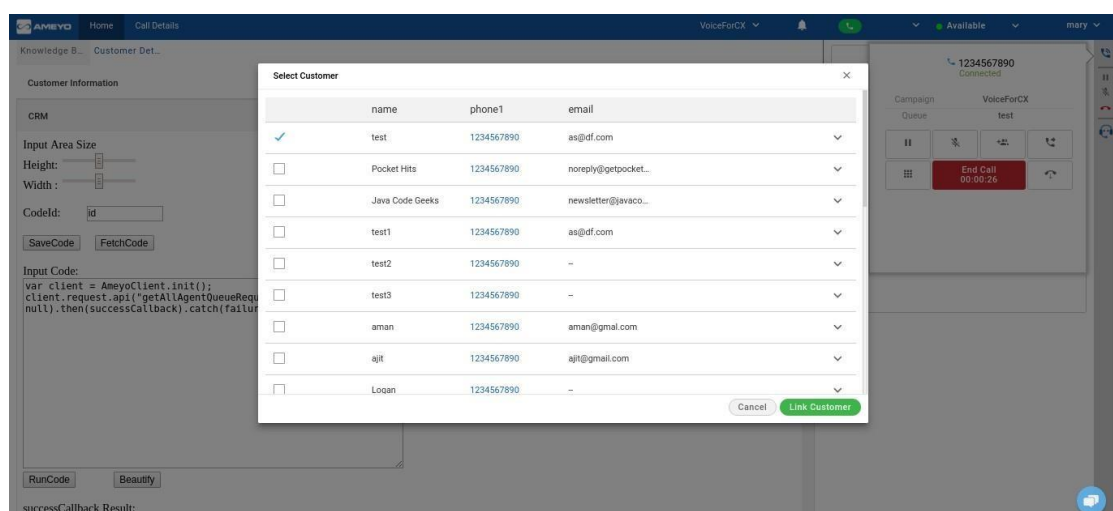 AMEYO Home Call Details VoiceForCX Available mary
Knowledge B... Customer Det...
Customer Information
CRM
Input Area Size
Height:
Width :
CodeId: id
SaveCode FetchCode
Input Code:
var client = AmeyoClient.init();
client.request.api("getAllAgentQueueRequ
null).then(successCallback).catch(failur
RunCode Beautify
successCallback Result:
Select Customer
name phone1 email
test 1234567890 as@df.com
Pocket Hits 1234567890 noreply@getpocket...
Java Code Geeks 1234567890 newsletter@javaco...
test1 1234567890 as@df.com
test2 1234567890 –
test3 1234567890 –
aman 1234567890 aman@gmal.com
ajit 1234567890 ajit@gmail.com
Logan 1234567890 –
Cancel Link Customer
1234567890
Connected
Campaign VoiceForCX
Queue test
End Call
00:00:26